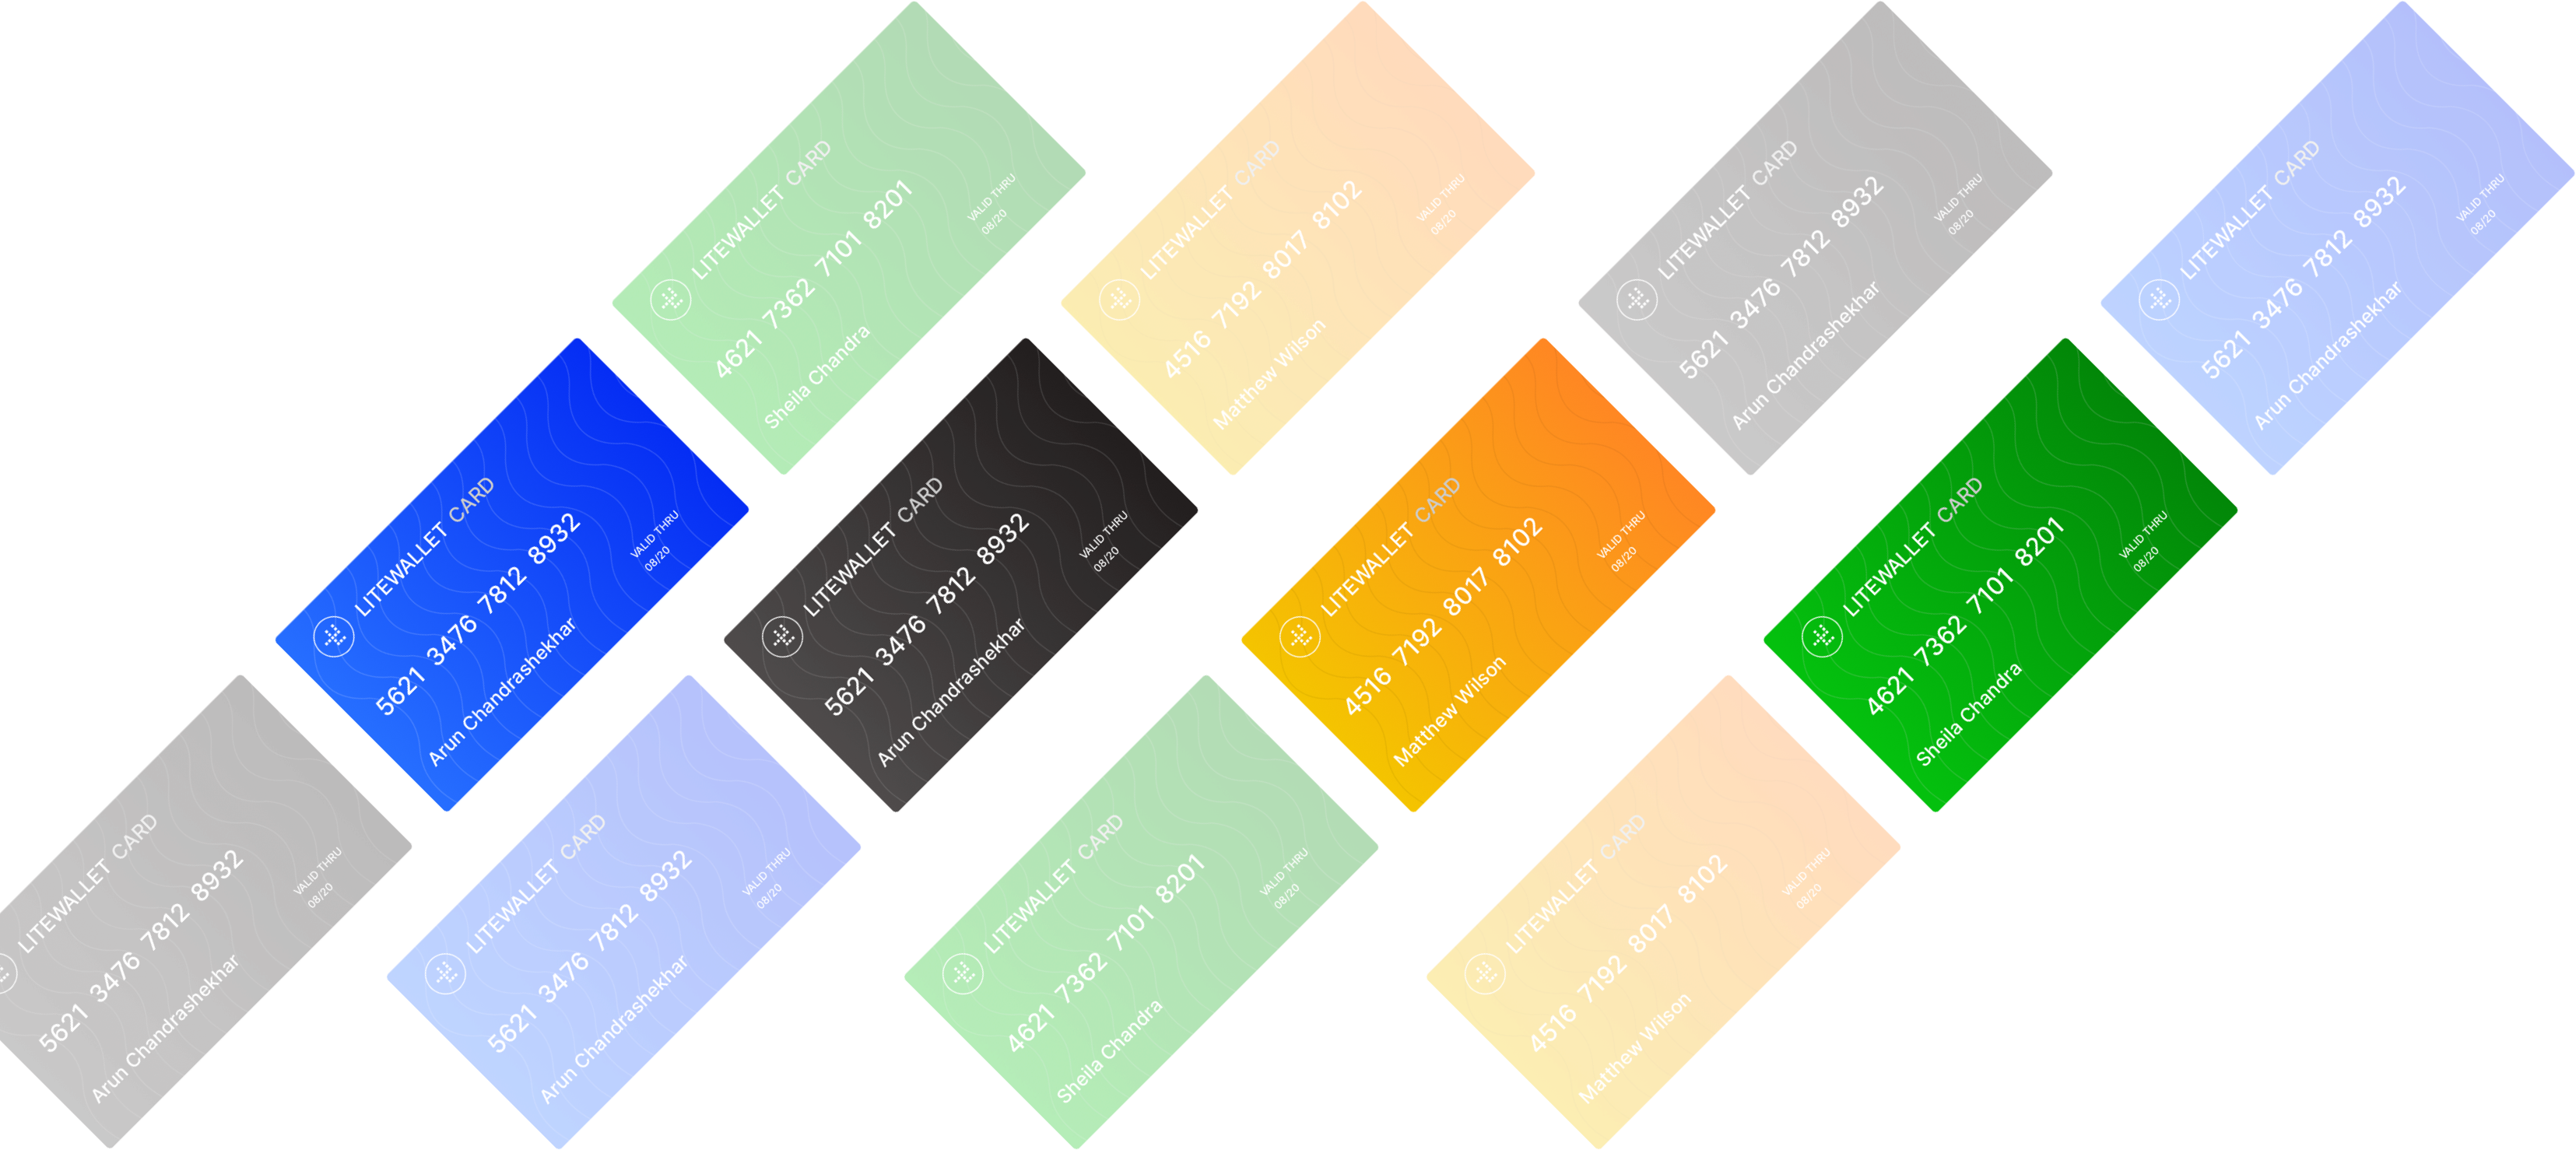 LITEWALLET CARD
4621 7362 7101 8201
Sheila Chandra
VALID THRU
08/20
LITEWALLET CARD
4516 7192 8017 8102
Matthew Wilson
VALID THRU
08/20
LITEWALLET CARD
5621 3476 7812 8932
Arun Chandrashekhar
VALID THRU
08/20
LITEWALLET CARD
5621 3476 7812 8932
Arun Chandrashekhar
VALID THRU
08/20
LITEWALLET CARD
5621 3476 7812 8932
Arun Chandrashekhar
VALID THRU
08/20
LITEWALLET CARD
5621 3476 7812 8932
Arun Chandrashekhar
VALID THRU
08/20
LITEWALLET CARD
4516 7192 8017 8102
Matthew Wilson
VALID THRU
08/20
LITEWALLET CARD
4621 7362 7101 8201
Sheila Chandra
VALID THRU
08/20
LITEWALLET CARD
5621 3476 7812 8932
Arun Chandrashekhar
VALID THRU
08/20
LITEWALLET CARD
5621 3476 7812 8932
Arun Chandrashekhar
VALID THRU
08/20
LITEWALLET CARD
4621 7362 7101 8201
Sheila Chandra
VALID THRU
08/20
LITEWALLET CARD
4516 7192 8017 8102
Matthew Wilson
VALID THRU
08/20